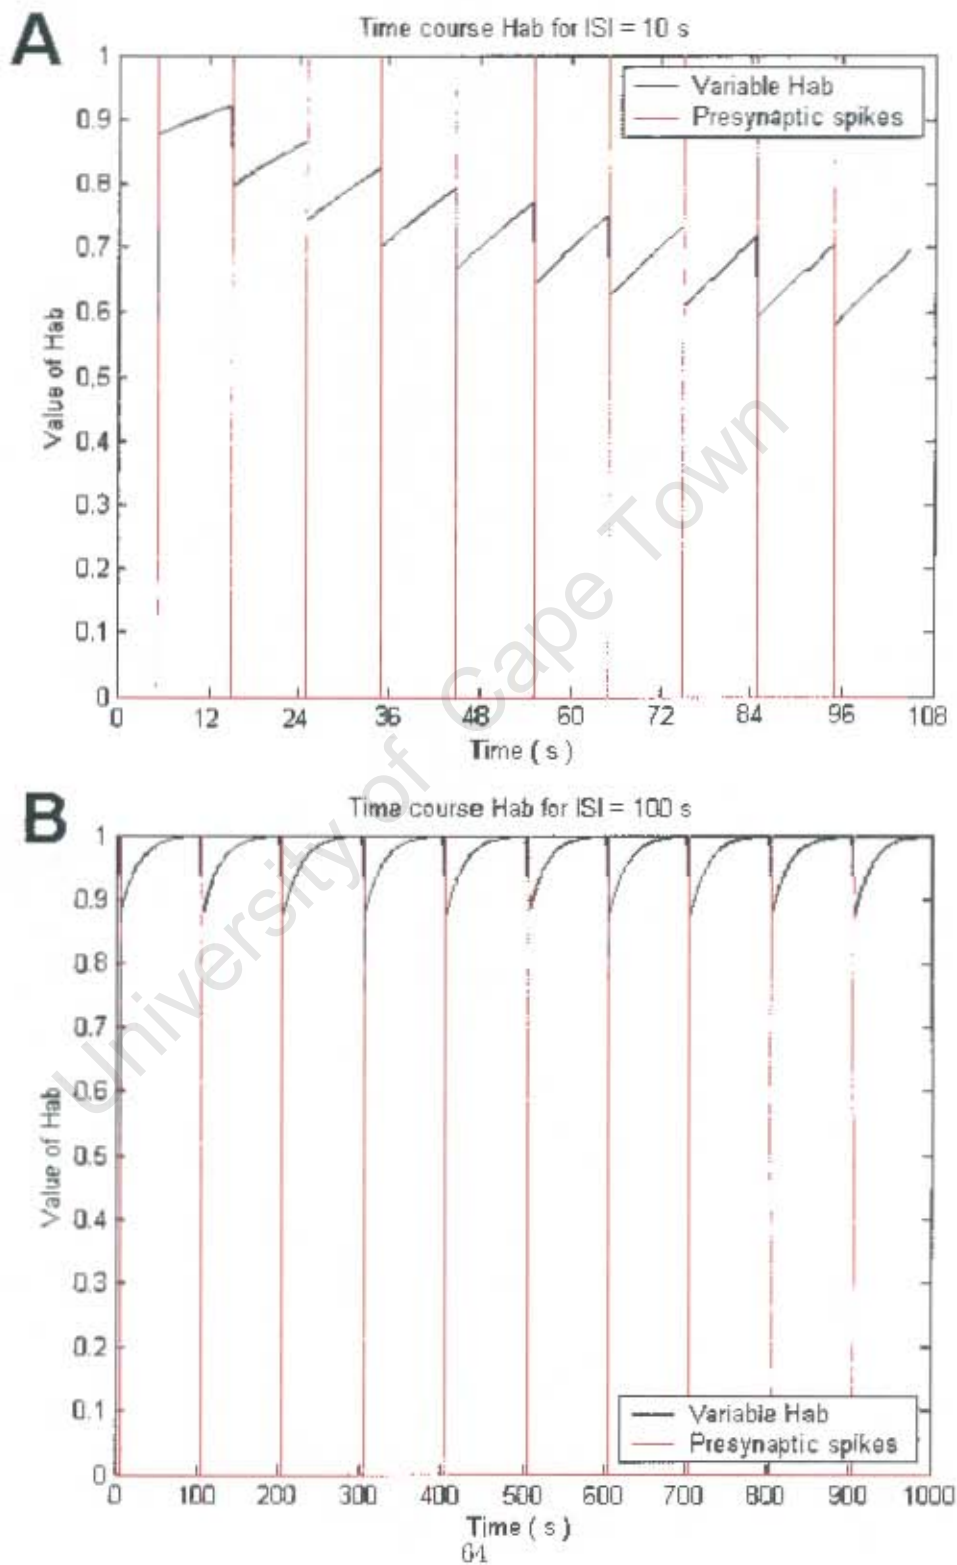 A
Time course Hab for ISI = 10 s
Variable Hab
Presynaptic spikes
1
0.9
0.8
0.7
0.6
0.5
0.4
0.3
0.2
0.1
0
Value of Hab
0 12 24 36 48 60 72 84 96 108
Time ( s )
B
Time course Hab for ISI = 100 s
1
0.9
0.8
0.7
0.6
0.5
0.4
0.3
0.2
0.1
0
Value of Hab
Variable Hab
Presynaptic spikes
0 100 200 300 400 500 600 700 800 900 1000
Time ( s )
64
University of Cape Town